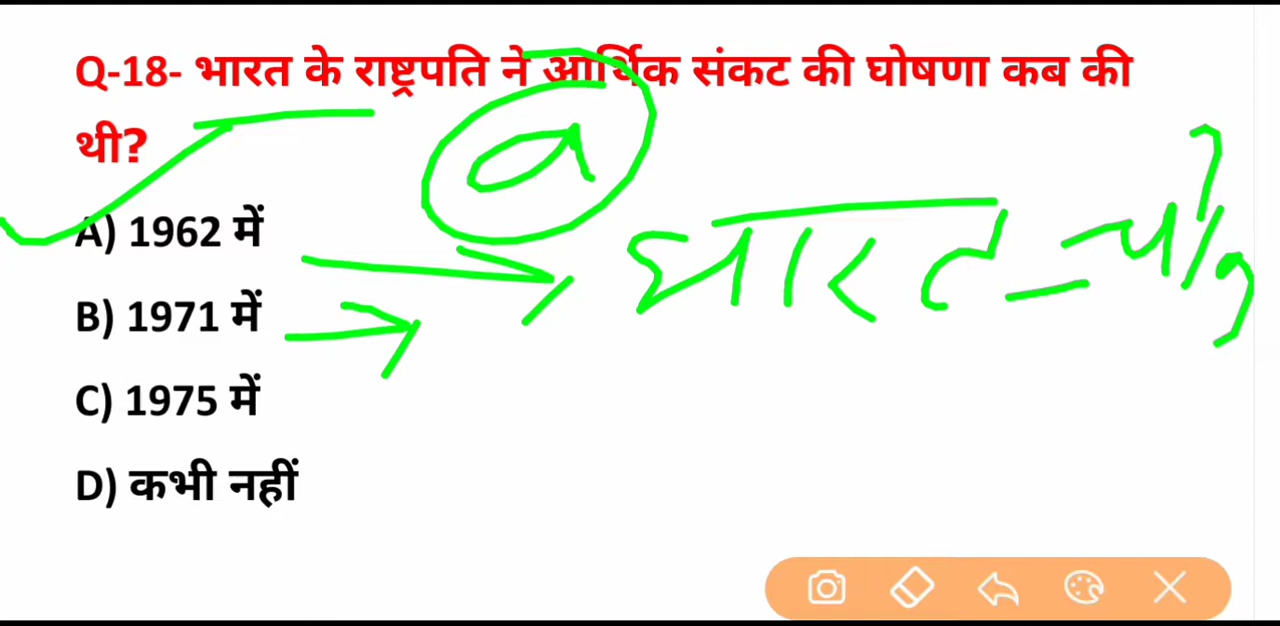 Q-18- भारत के राष्ट्रपति ने आर्थिक संकट की घोषणा कब की
थी?
a
A) 1962 में
भारत - चीन
B) 1971 में
C) 1975 में
D) कभी नहीं